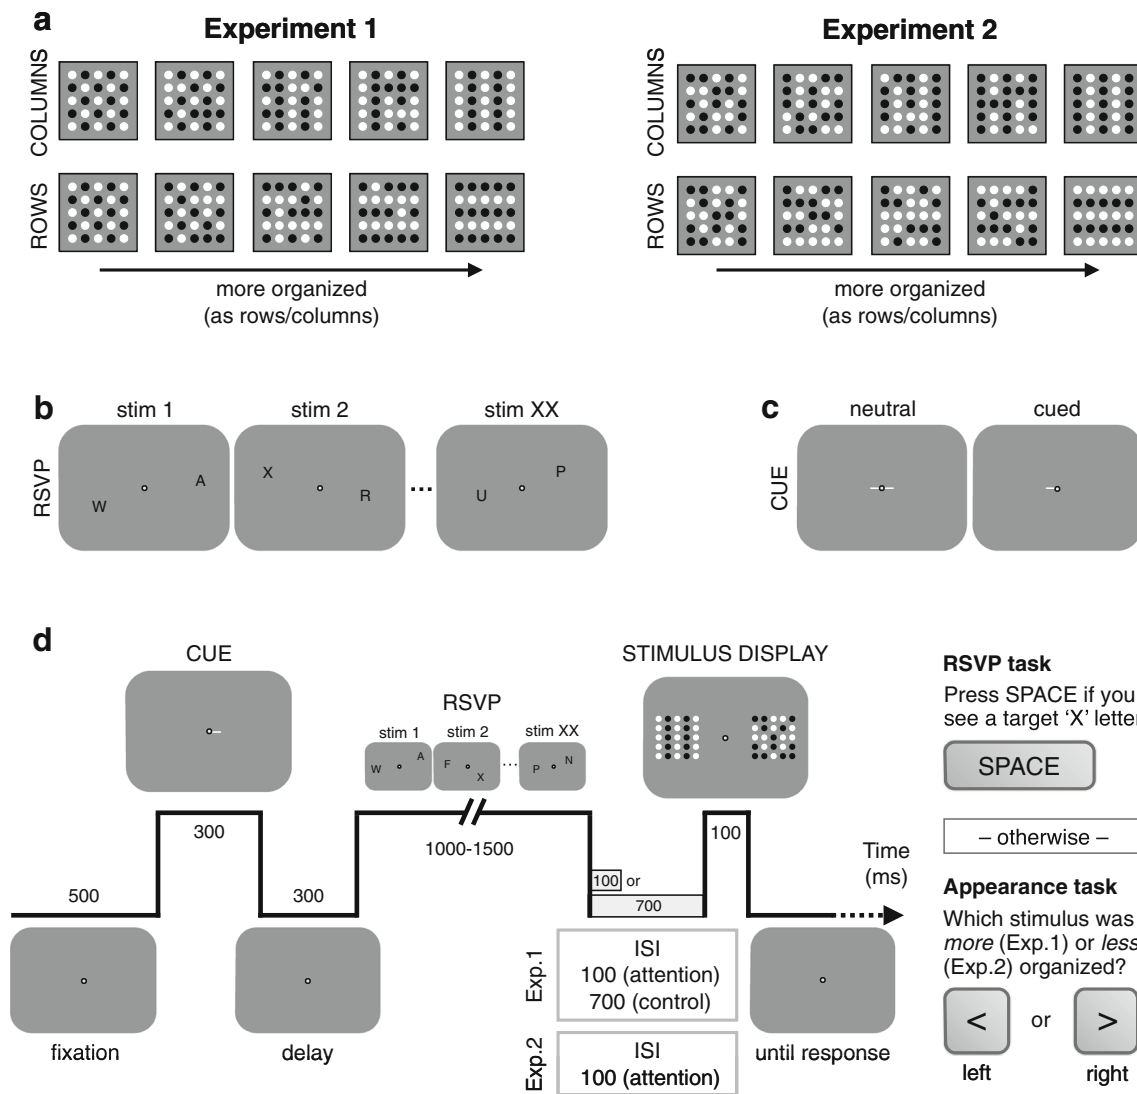 a
Experiment 1
Experiment 2
COLUMNS
COLUMNS
ROWS
ROWS
more organized
(as rows/columns)
more organized
(as rows/columns)
b
stim 1
stim 2
stim XX
c
neutral
cued
RSVP
W
A
X
R
...
U
P
CUE
d
CUE
STIMULUS DISPLAY
RSVP
stim 1
stim 2
stim XX
W
A
F
X
...
P
N
300
1000-1500
100
500
300
100 or
700
Time
(ms)
Exp.1
ISI
100 (attention)
700 (control)
Exp.2
ISI
100 (attention)
fixation
delay
until response
RSVP task
Press SPACE if you
see a target ‘X’ letter
SPACE
– otherwise –
Appearance task
Which stimulus was
more (Exp.1) or less
(Exp.2) organized?
< or >
left
right